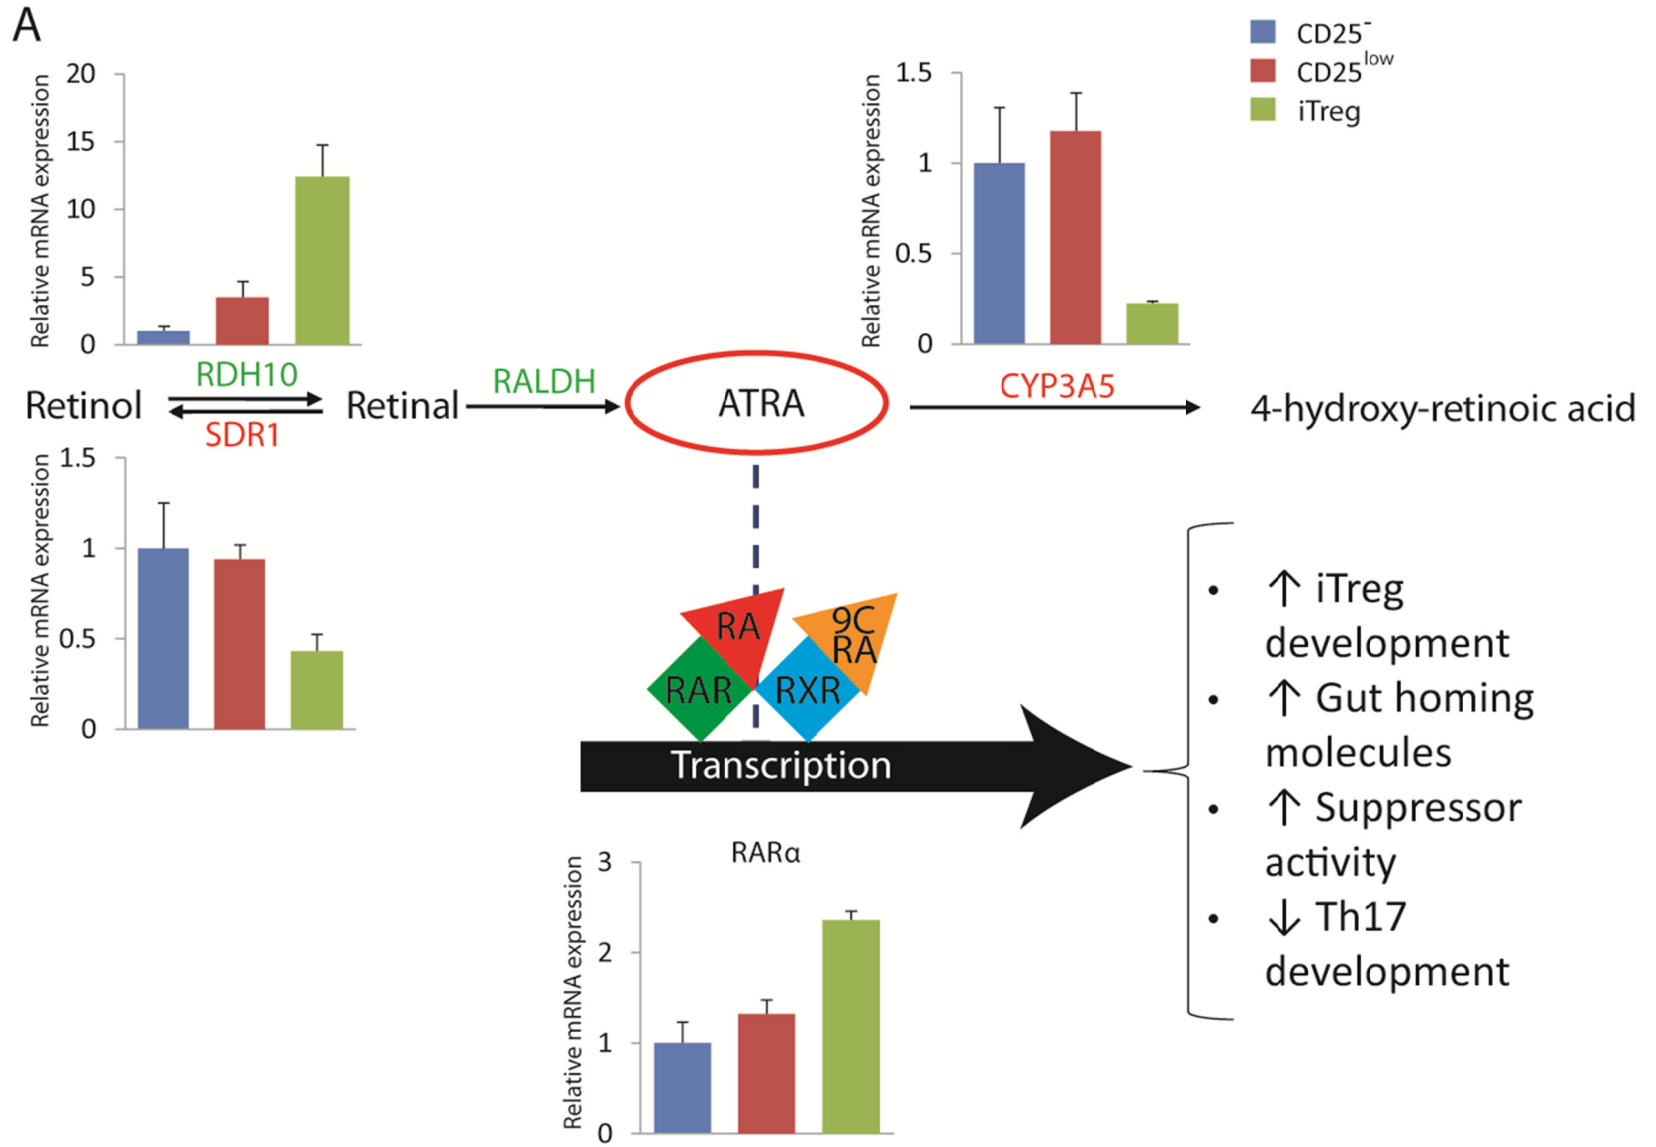 A
CD25-
CD25low
iTreg
Relative mRNA expression
20
15
10
5
0
Relative mRNA expression
1.5
1
0.5
0
Retinol
RDH10
SDR1
Retinal
RALDH
ATRA
CYP3A5
4-hydroxy-retinoic acid
Relative mRNA expression
1.5
1
0.5
0
RA
9C
RA
RAR
RXR
Transcription
• ↑ iTreg
development
• ↑ Gut homing
molecules
• ↑ Suppressor
activity
• ↓ Th17
development
RARα
Relative mRNA expression
3
2
1
0